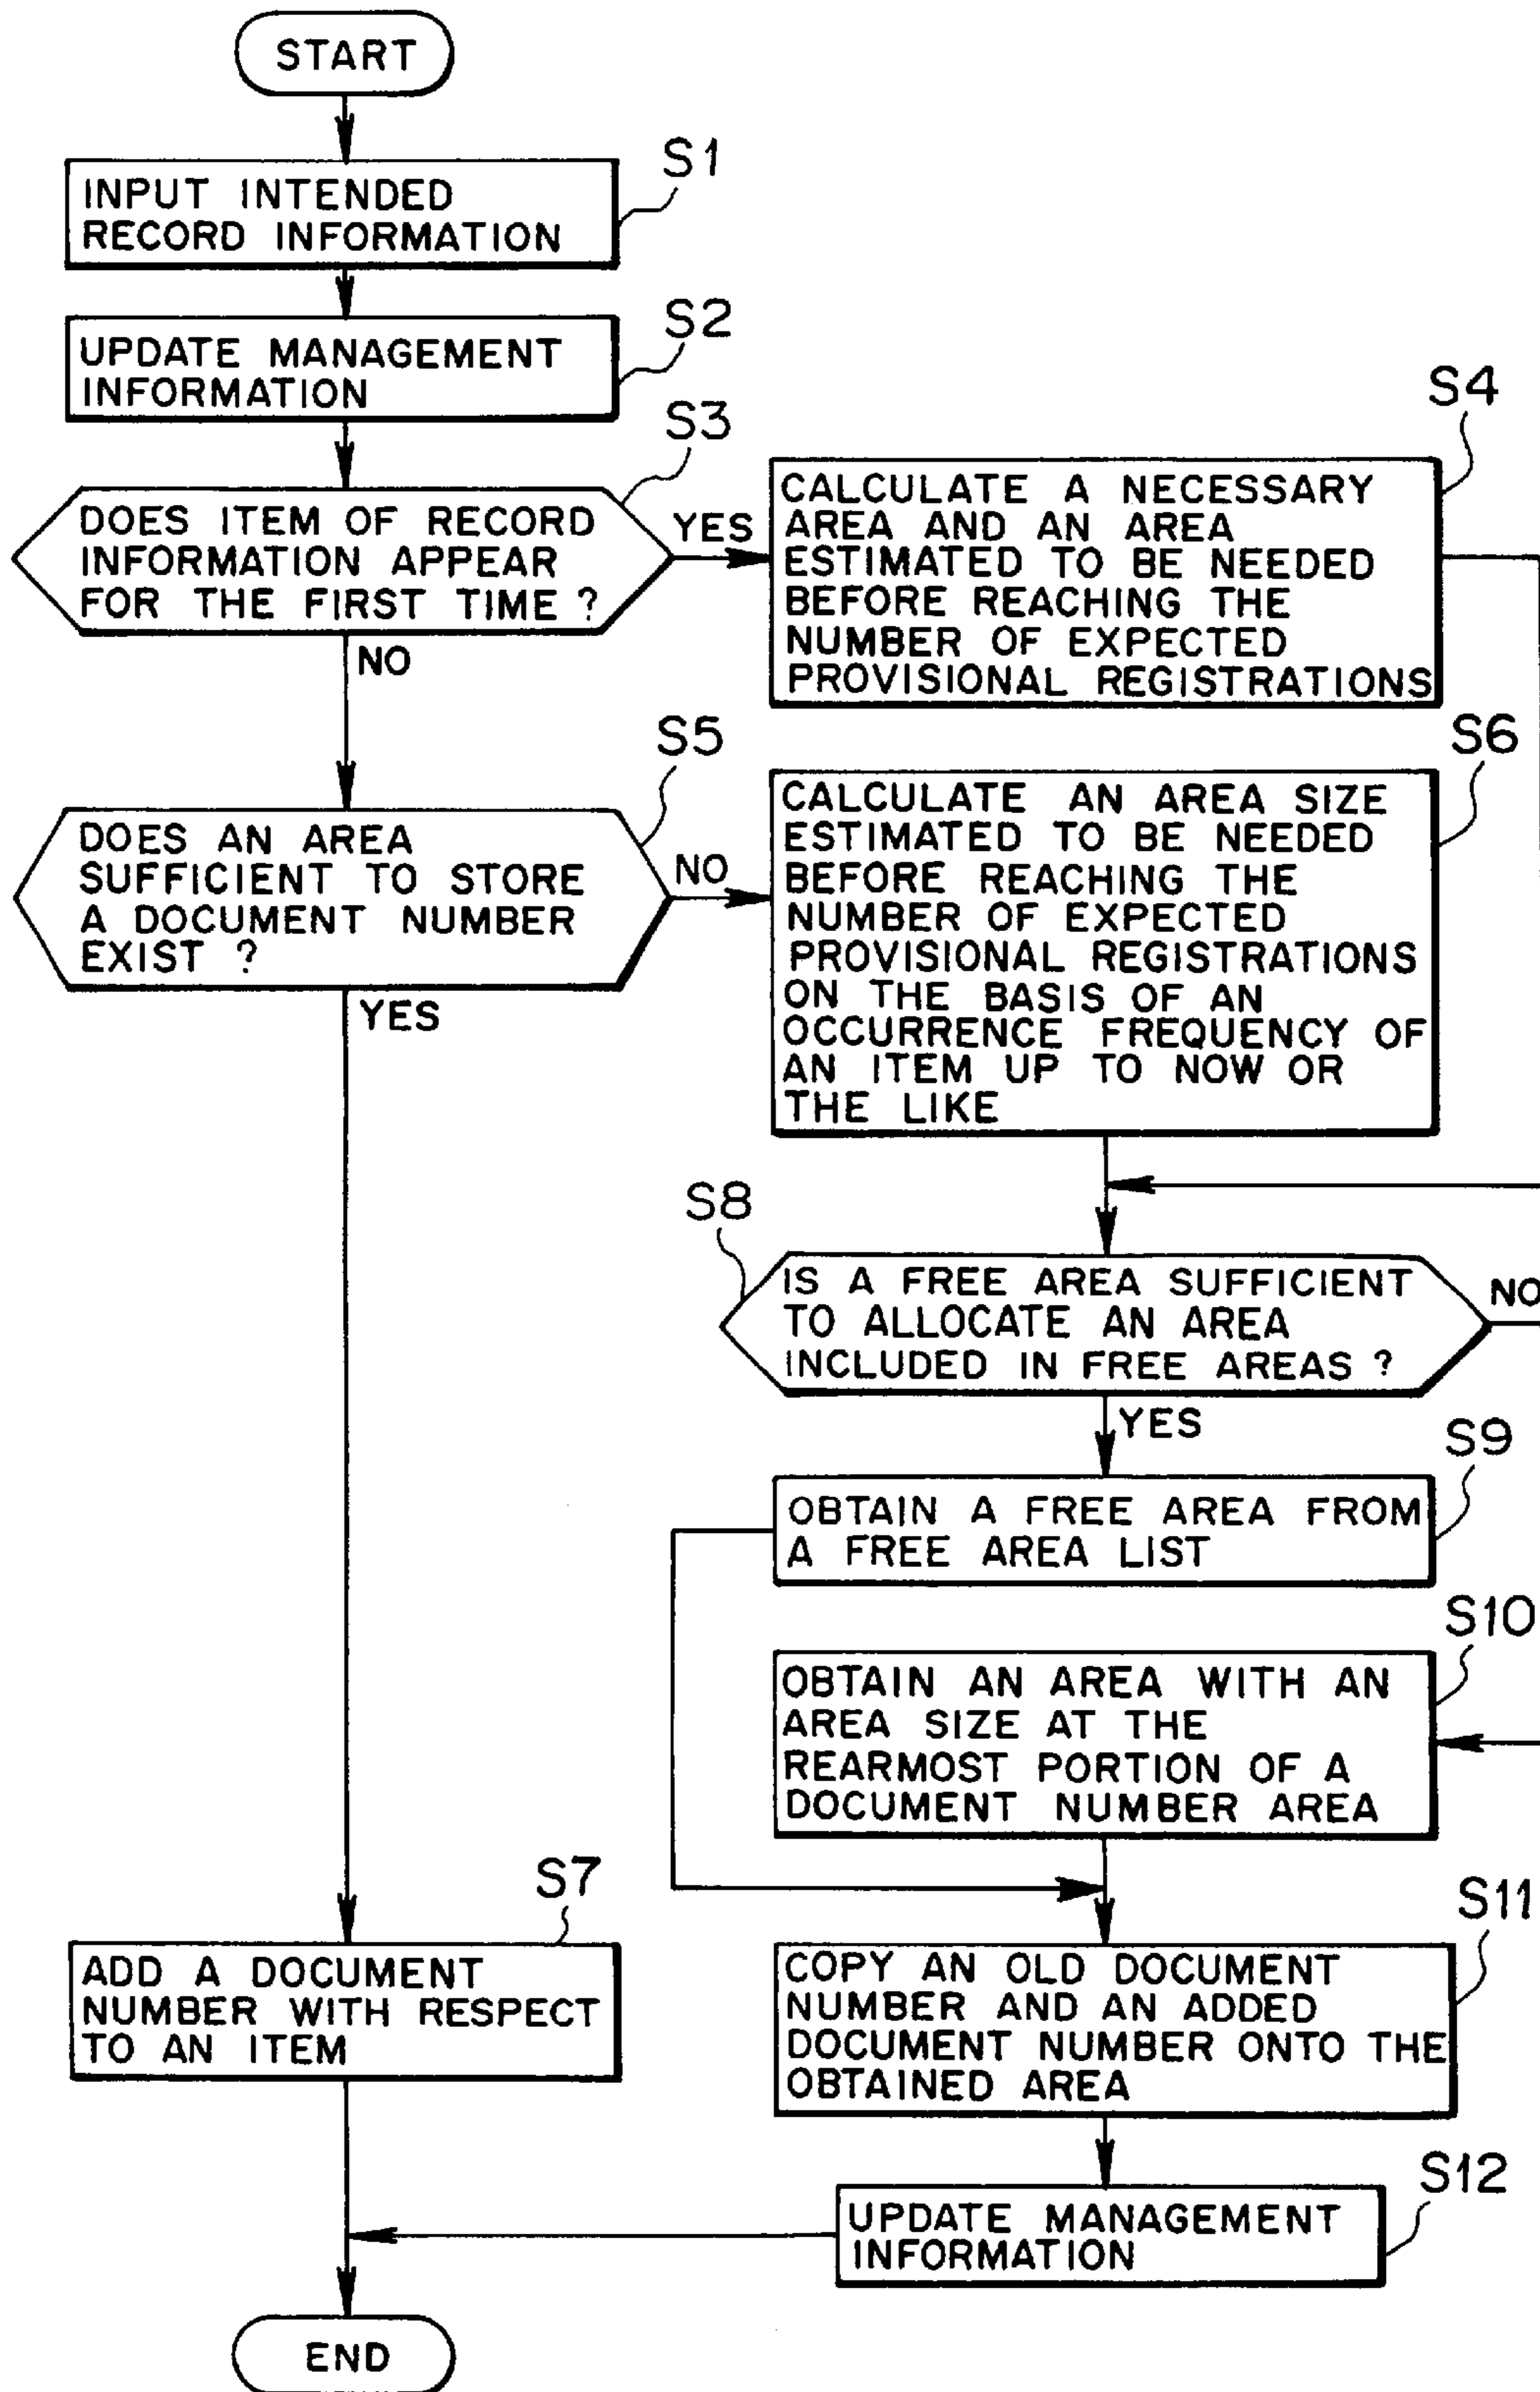 START
S1
INPUT INTENDED
RECORD INFORMATION
S2
UPDATE MANAGEMENT
INFORMATION
S3
DOES ITEM OF RECORD
INFORMATION APPEAR
FOR THE FIRST TIME ?
YES
NO
S4
CALCULATE A NECESSARY
AREA AND AN AREA
ESTIMATED TO BE NEEDED
BEFORE REACHING THE
NUMBER OF EXPECTED
PROVISIONAL REGISTRATIONS
S5
DOES AN AREA
SUFFICIENT TO STORE
A DOCUMENT NUMBER
EXIST ?
NO
YES
S6
CALCULATE AN AREA SIZE
ESTIMATED TO BE NEEDED
BEFORE REACHING THE
NUMBER OF EXPECTED
PROVISIONAL REGISTRATIONS
ON THE BASIS OF AN
OCCURRENCE FREQUENCY OF
AN ITEM UP TO NOW OR
THE LIKE
S8
IS A FREE AREA SUFFICIENT
TO ALLOCATE AN AREA
INCLUDED IN FREE AREAS ?
NO
YES
S9
OBTAIN A FREE AREA FROM
A FREE AREA LIST
S10
OBTAIN AN AREA WITH AN
AREA SIZE AT THE
REARMOST PORTION OF A
DOCUMENT NUMBER AREA
S7
ADD A DOCUMENT
NUMBER WITH RESPECT
TO AN ITEM
S11
COPY AN OLD DOCUMENT
NUMBER AND AN ADDED
DOCUMENT NUMBER ONTO THE
OBTAINED AREA
S12
UPDATE MANAGEMENT
INFORMATION
END